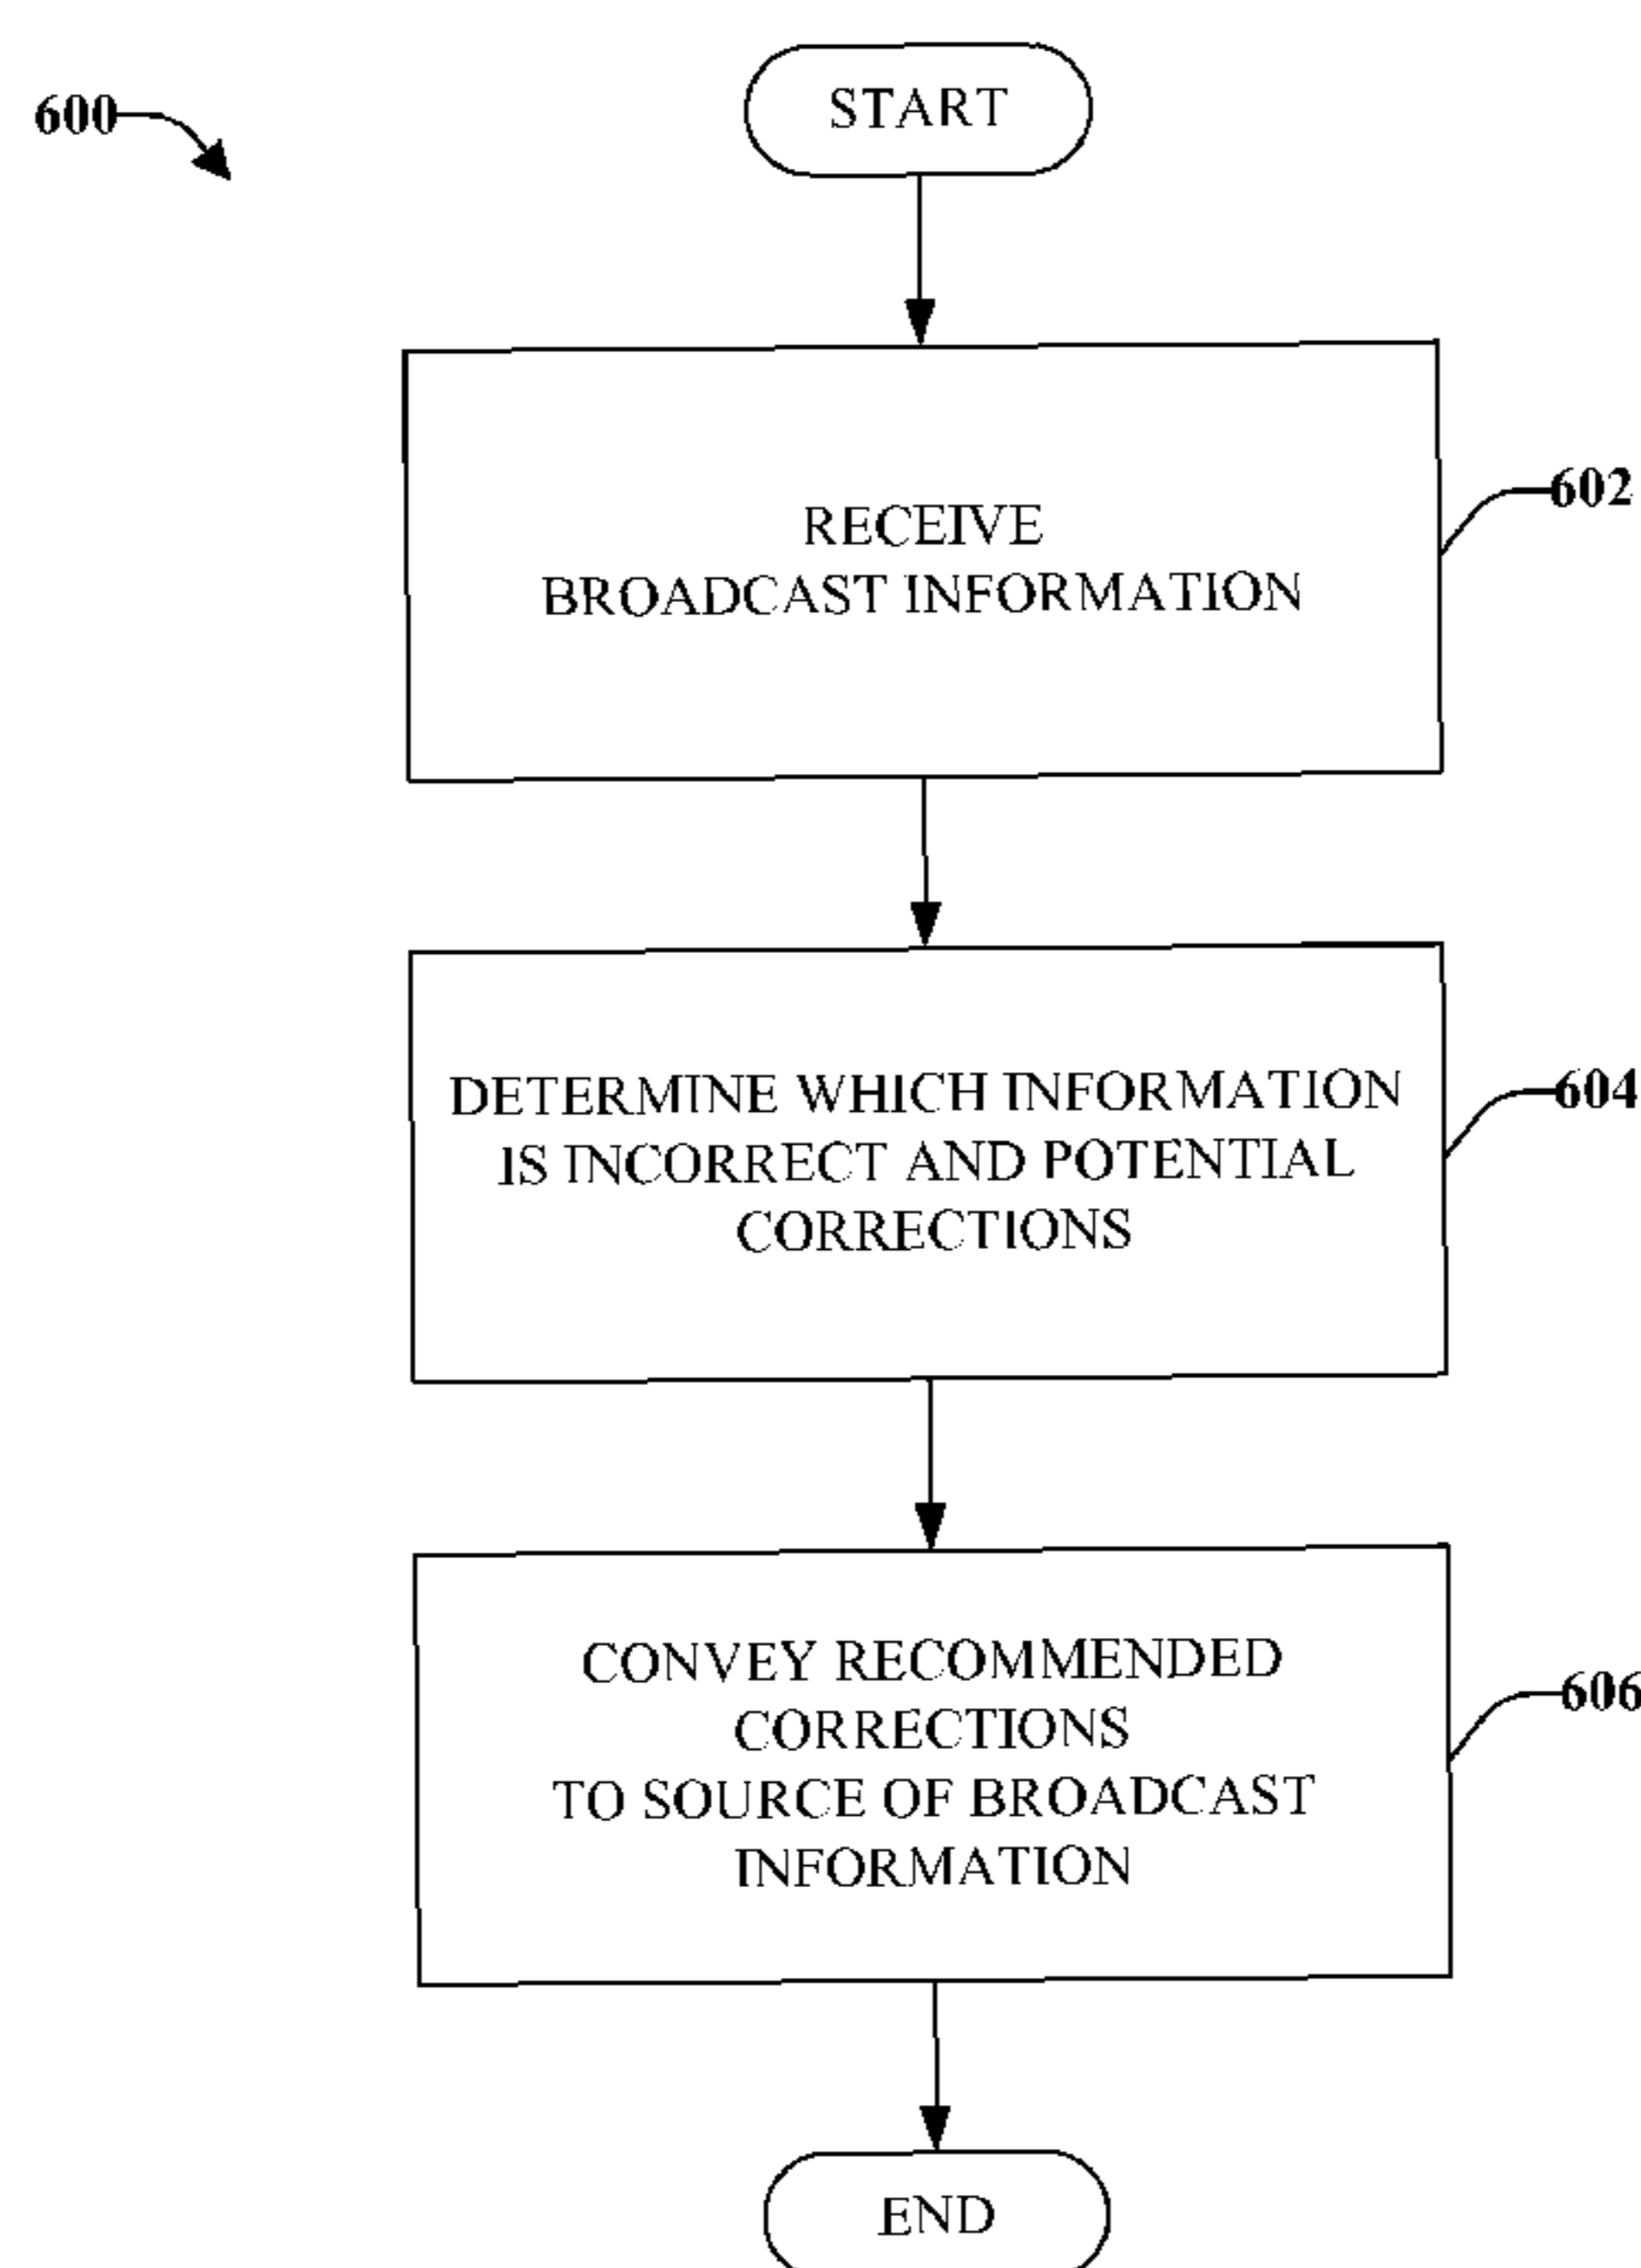 600
START
RECEIVE
BROADCAST INFORMATION
602
DETERMINE WHICH INFORMATION
IS INCORRECT AND POTENTIAL
CORRECTIONS
604
CONVEY RECOMMENDED
CORRECTIONS
TO SOURCE OF BROADCAST
INFORMATION
606
END